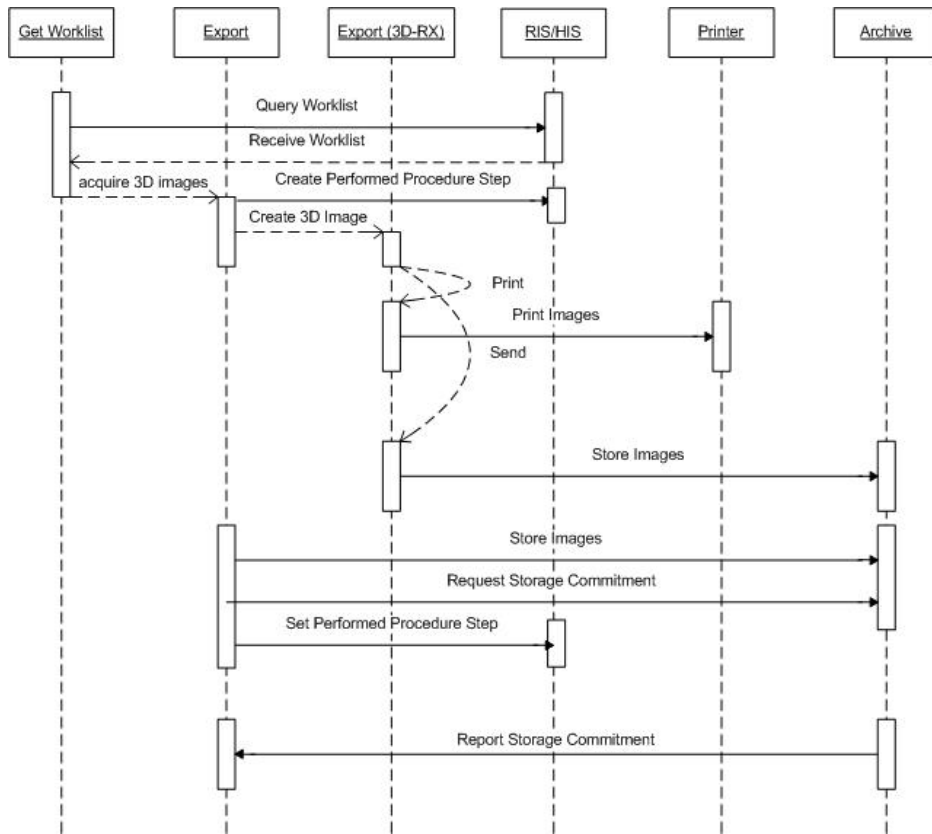 Get Worklist
Export
Export (3D-RX)
RIS/HIS
Printer
Archive
Query Worklist
Receive Worklist
acquire 3D images
Create Performed Procedure Step
Create 3D Image
Print
Print Images
Send
Store Images
Store Images
Request Storage Commitment
Set Performed Procedure Step
Report Storage Commitment